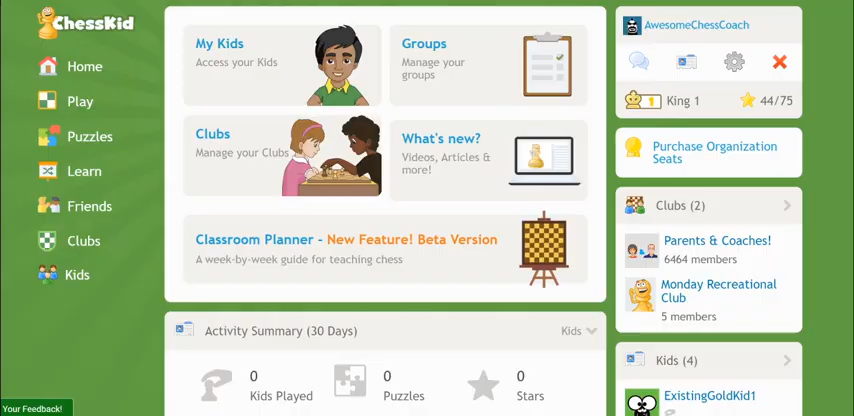 ChessKid
Home
Play
Puzzles
Learn
Friends
Clubs
Kids
Your Feedback!
My Kids
Access your Kids
Groups
Manage your
groups
Clubs
Manage your Clubs
What's new?
Videos, Articles &
more!
Classroom Planner - New Feature! Beta Version
A week-by-week guide for teaching chess
Activity Summary (30 Days)
Kids
0
Kids Played
0
Puzzles
0
Stars
AwesomeChessCoach
1
King 1
44/75
Purchase Organization
Seats
Clubs (2)
Parents & Coaches!
6464 members
Monday Recreational
Club
5 members
Kids (4)
ExistingGoldKid1